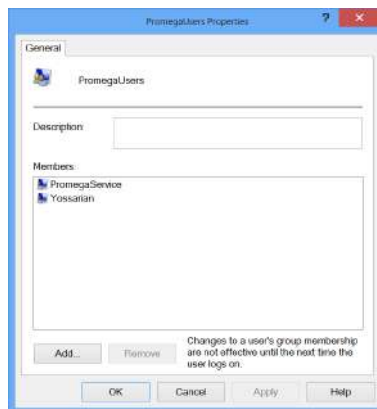 PromegaUsers Properties
?
General
PromegaUsers
Description:
Members:
PromegaService
Yossarian
Add...
Remove
Changes to a user's group membership
are not effective until the next time the
user logs on.
OK
Cancel
Apply
Help